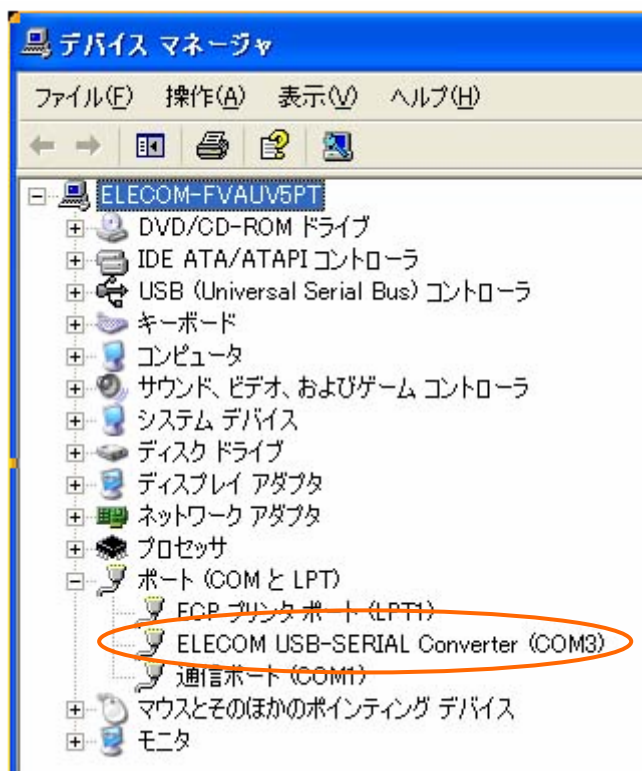 デバイス マネージャ
ファイル(F) 操作(A) 表示(V) ヘルプ(H)
ELECOM-FVAUV5PT
DVD/CD-ROM ドライブ
IDE ATA/ATAPI コントローラ
USB (Universal Serial Bus) コントローラ
キーボード
コンピュータ
サウンド、ビデオ、およびゲーム コントローラ
システム デバイス
ディスク ドライブ
ディスプレイ アダプタ
ネットワーク アダプタ
プロセッサ
ポート (COM と LPT)
ECP プリンタ ポート (LPT1)
ELECOM USB-SERIAL Converter (COM3)
通信ポート (COM1)
マウスとそのほかのポインティング デバイス
モニタ